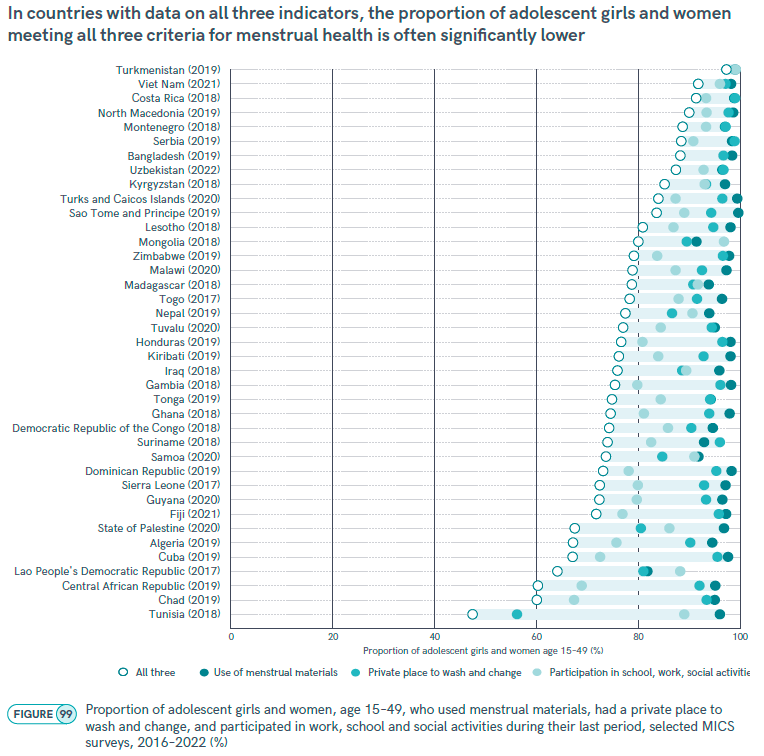 In countries with data on all three indicators, the proportion of adolescent girls and women
meeting all three criteria for menstrual health is often significantly lower
Turkmenistan (2019)
Viet Nam (2021)
Costa Rica (2018)
North Macedonia (2019)
Montenegro (2018)
Serbia (2019)
Bangladesh (2019)
Uzbekistan (2022)
Kyrgyzstan (2018)
Turks and Caicos Islands (2020)
Sao Tome and Principe (2019)
Lesotho (2018)
Mongolia (2018)
Zimbabwe (2019)
Malawi (2020)
Madagascar (2018)
Togo (2017)
Nepal (2019)
Tuvalu (2020)
Honduras (2019)
Kiribati (2019)
Iraq (2018)
Gambia (2018)
Tonga (2019)
Ghana (2018)
Democratic Republic of the Congo (2018)
Suriname (2018)
Samoa (2020)
Dominican Republic (2019)
Sierra Leone (2017)
Guyana (2020)
Fiji (2021)
State of Palestine (2020)
Algeria (2019)
Cuba (2019)
Lao People's Democratic Republic (2017)
Central African Republic (2019)
Chad (2019)
Tunisia (2018)
0 20 40 60 80 100
Proportion of adolescent girls and women age 15-49 (%)
All three Use of menstrual materials Private place to wash and change Participation in school, work, social activitie
FIGURE 99
Proportion of adolescent girls and women, age 15–49, who used menstrual materials, had a private place to
wash and change, and participated in work, school and social activities during their last period, selected MICS
surveys, 2016–2022 (%)